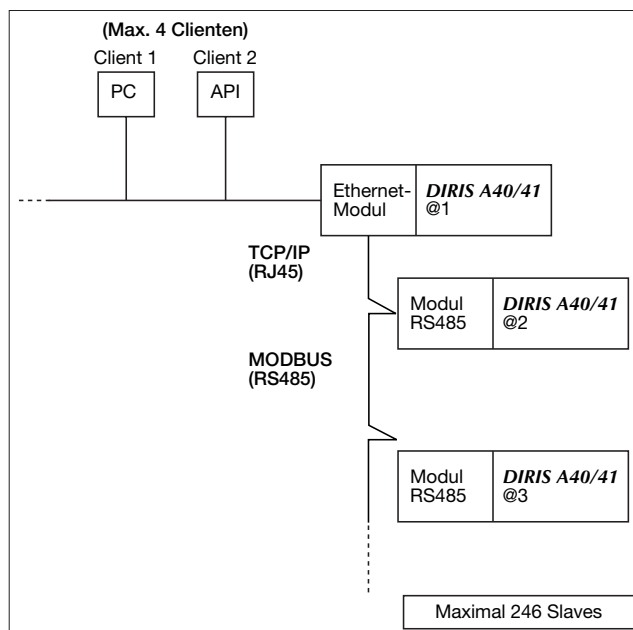 (Max. 4 Clienten)
Client 1
Client 2
PC
API
Ethernet-
Modul
DIRIS A40/41
@1
TCP/IP
(RJ45)
Modul
RS485
DIRIS A40/41
@2
MODBUS
(RS485)
Modul
RS485
DIRIS A40/41
@3
Maximal 246 Slaves